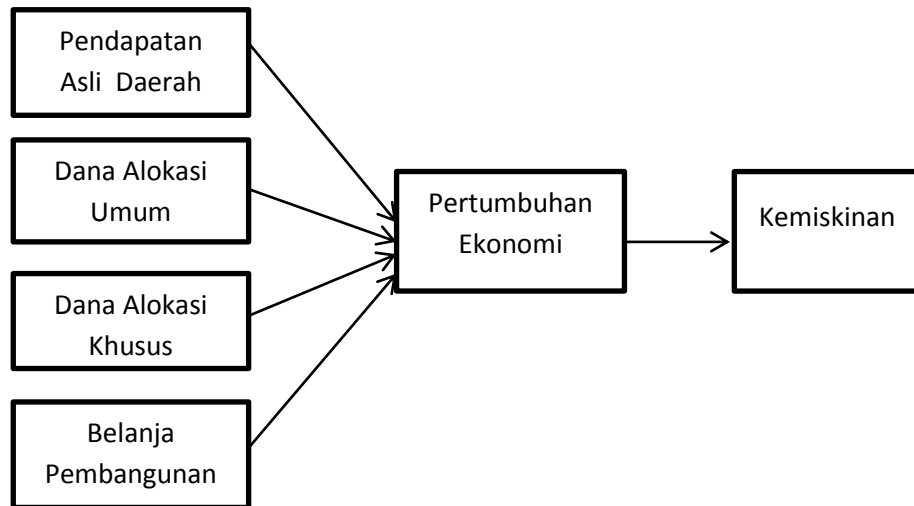 Pendapatan
Asli Daerah
Dana Alokasi
Umum
Dana Alokasi
Khusus
Belanja
Pembangunan
Pertumbuhan
Ekonomi
Kemiskinan